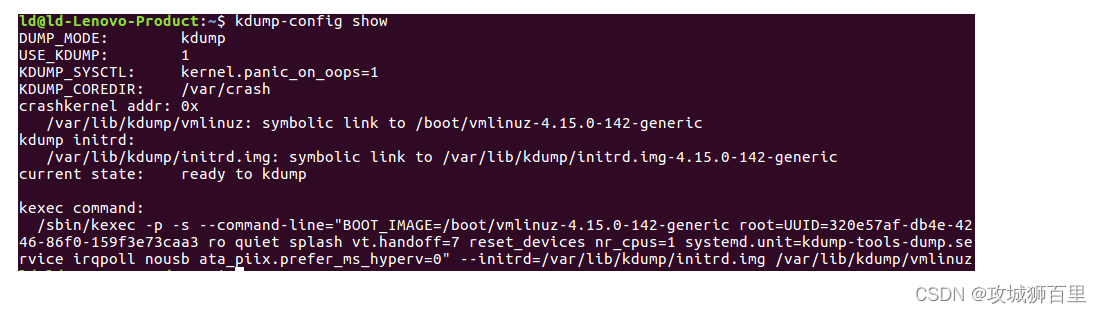 ld@ld-Lenovo-Product:~$ kdump-config show
DUMP_MODE:        kdump
USE_KDUMP:        1
KDUMP_SYSCTL:     kernel.panic_on_oops=1
KDUMP_COREDIR:    /var/crash
crashkernel addr: 0x
   /var/lib/kdump/vmlinuz: symbolic link to /boot/vmlinuz-4.15.0-142-generic
kdump initrd:
   /var/lib/kdump/initrd.img: symbolic link to /var/lib/kdump/initrd.img-4.15.0-142-generic
current state:    ready to kdump

kexec command:
  /sbin/kexec -p -s --command-line="BOOT_IMAGE=/boot/vmlinuz-4.15.0-142-generic root=UUID=320e57af-db4e-42
46-86f0-159f3e73caa3 ro quiet splash vt.handoff=7 reset_devices nr_cpus=1 systemd.unit=kdump-tools-dump.se
rvice irqpoll nousb ata_piix.prefer_ms_hyperv=0" --initrd=/var/lib/kdump/initrd.img /var/lib/kdump/vmlinuz
CSDN @攻城狮百里